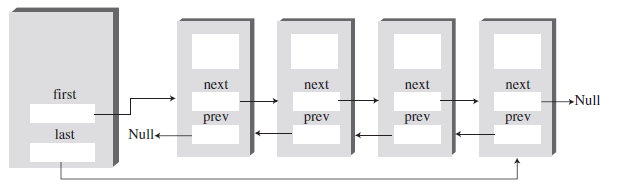 next next next next
first
Null
prev prev prev prev
last
Null